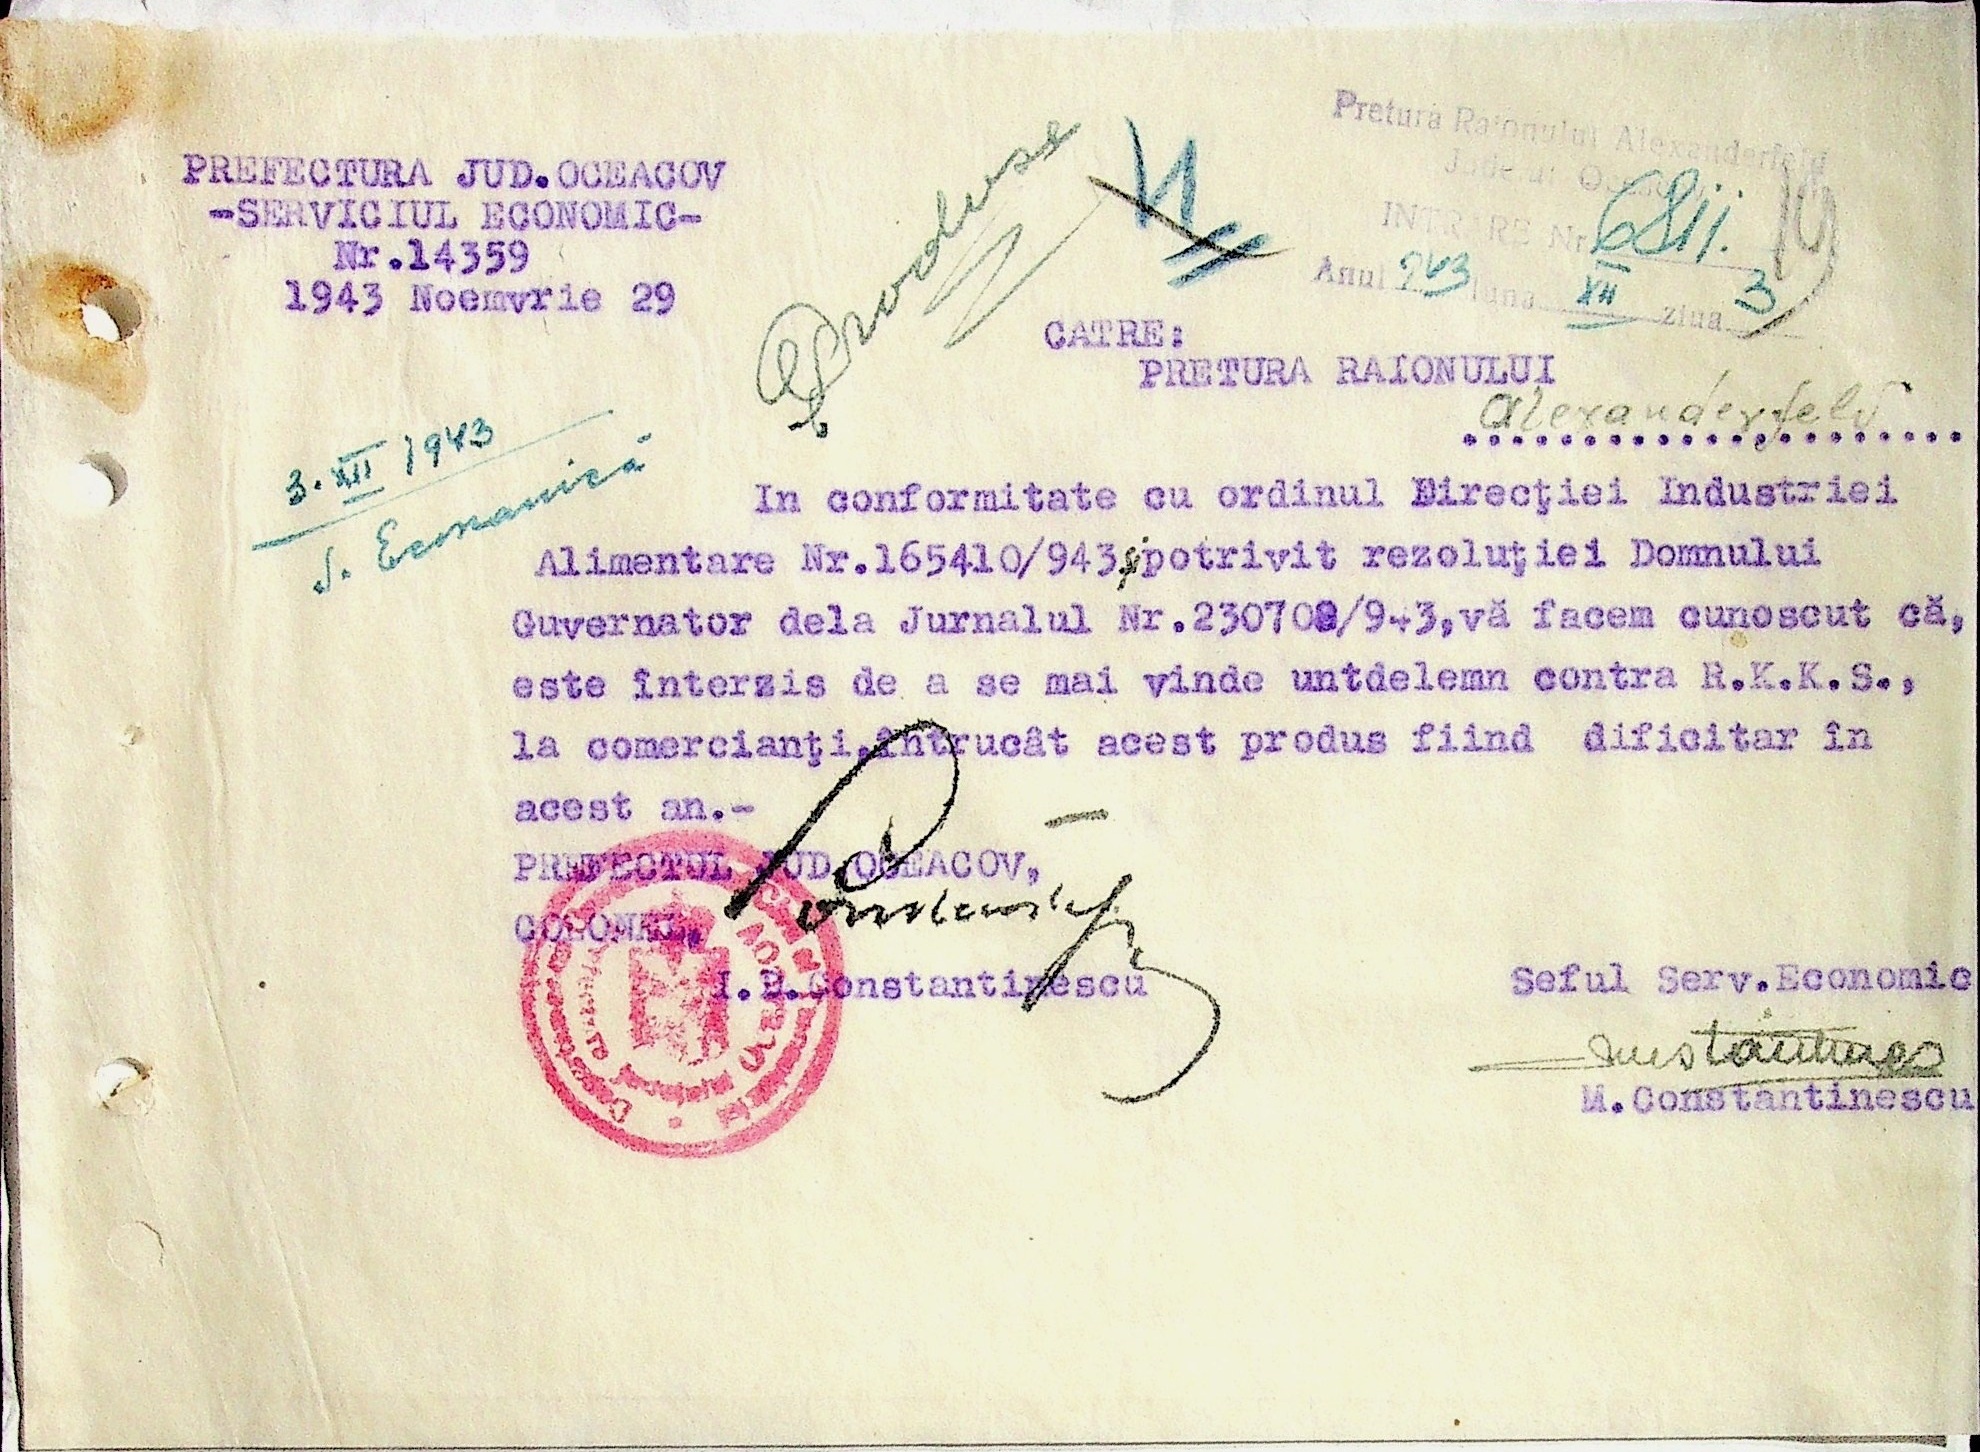 PREFECTURA JUD.OCEACOV
-SERVICIUL ECONOMIC-
Nr.14359
1943 Noemvrie 29
Produse
Pretura Raionului Alexanderfeld
INTRARE Nr. 6811.
Anul 943 luna XII ziua 3
CATRE:
PRETURA RAIONULUI
Alexanderfeld
3. XII 1943
S. Economică
In conformitate cu ordinul Direcţiei Industriei
Alimentare Nr.165410/943 şi potrivit rezoluţiei Domnului
Guvernator dela Jurnalul Nr.230708/943,vă facem cunoscut că,
este înterzis de a se mai vinde untdelemn contra R.K.K.S.,
la comercianţi,întrucât acest produs fiind dificitar în
acest an.-
PREFECTUL JUD.OCEACOV,
COLONEL,
I.P.Constantinescu
Seful Serv.Economic
M.Constantinescu